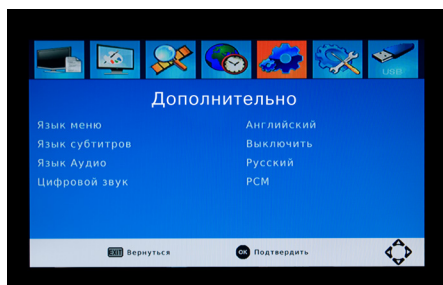 USB
Дополнительно
Язык меню Английский
Язык субтитров Выключить
Язык Аудио Русский
Цифровой звук PCM
EXIT Вернуться OK Подтвердить